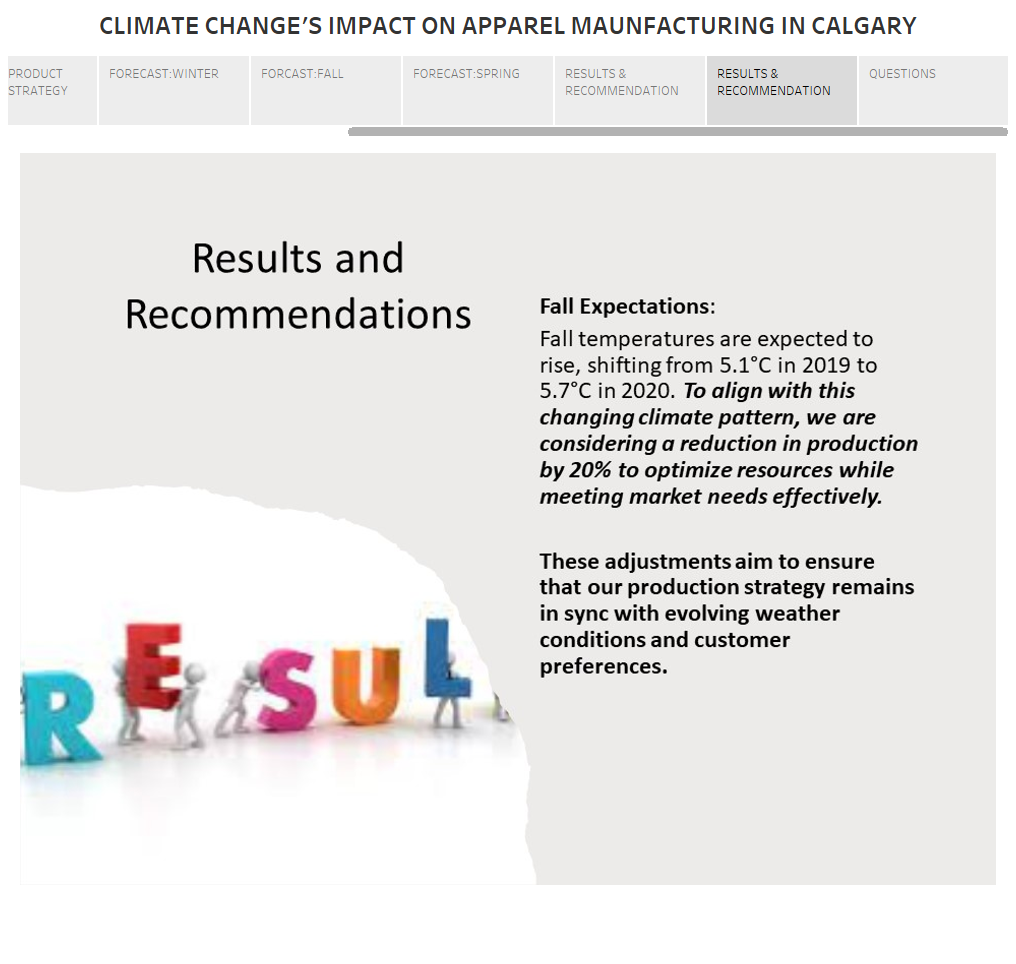 CLIMATE CHANGE'S IMPACT ON APPAREL MAUNFACTURING IN CALGARY
PRODUCT
STRATEGY
FORECAST:WINTER
FORCAST:FALL
FORECAST:SPRING
RESULTS &
RECOMMENDATION
RESULTS &
RECOMMENDATION
QUESTIONS
Results and
Recommendations
Fall Expectations:
Fall temperatures are expected to
rise, shifting from 5.1°C in 2019 to
5.7°C in 2020. To align with this
changing climate pattern, we are
considering a reduction in production
by 20% to optimize resources while
meeting market needs effectively.
These adjustments aim to ensure
that our production strategy remains
in sync with evolving weather
conditions and customer
preferences.
RESUL